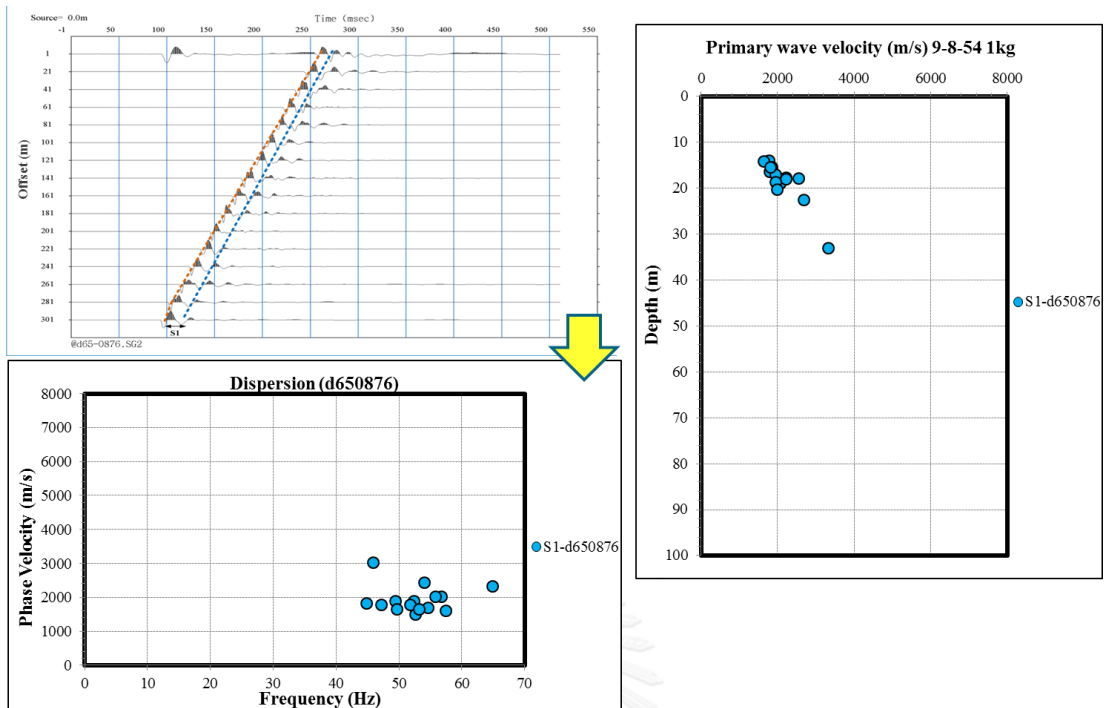 Source= 0.0m
Time (msec)
-1 50 100 150 200 250 300 350 400 450 500 550
Offset (m)
1
21
41
61
81
101
121
141
161
181
201
221
241
261
281
301
S1
@d65-0876.SG2
Primary wave velocity (m/s) 9-8-54 1kg
0 2000 4000 6000 8000
Depth (m)
0
10
20
30
40
50
60
70
80
90
100
S1-d650876
Dispersion (d650876)
Phase Velocity (m/s)
8000
7000
6000
5000
4000
3000
2000
1000
0
0 10 20 30 40 50 60 70
Frequency (Hz)
S1-d650876